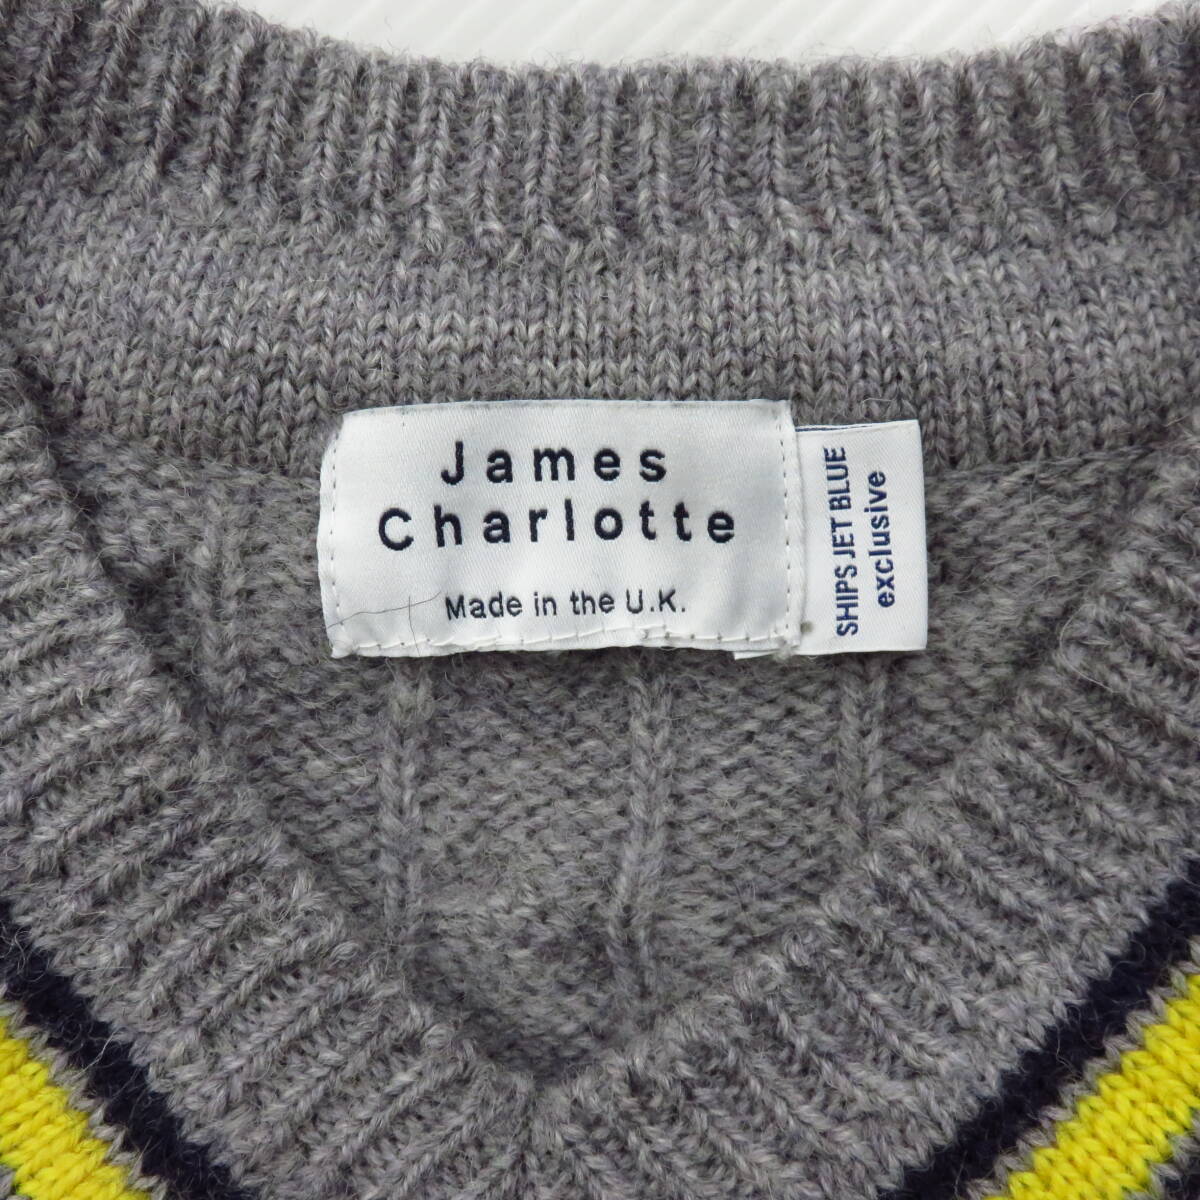 James
Charlotte
Made in the U.K.
SHIPS JET BLUE
exclusive